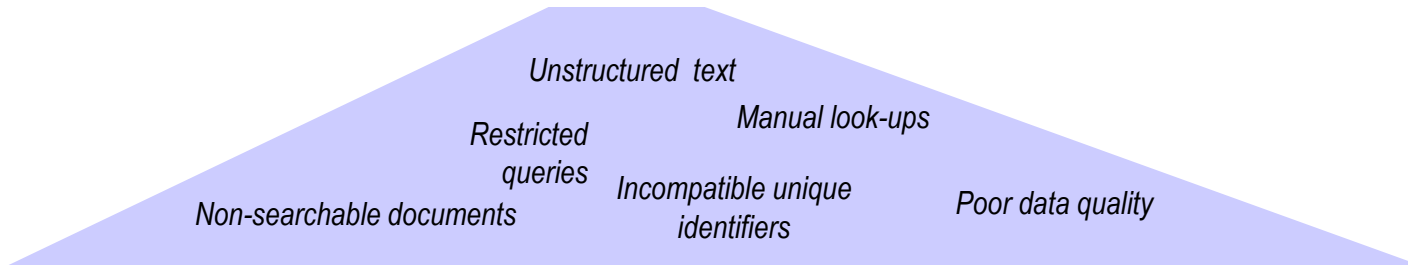 Unstructured text
Manual look-ups
Restricted
queries
Incompatible unique
identifiers
Non-searchable documents
Poor data quality